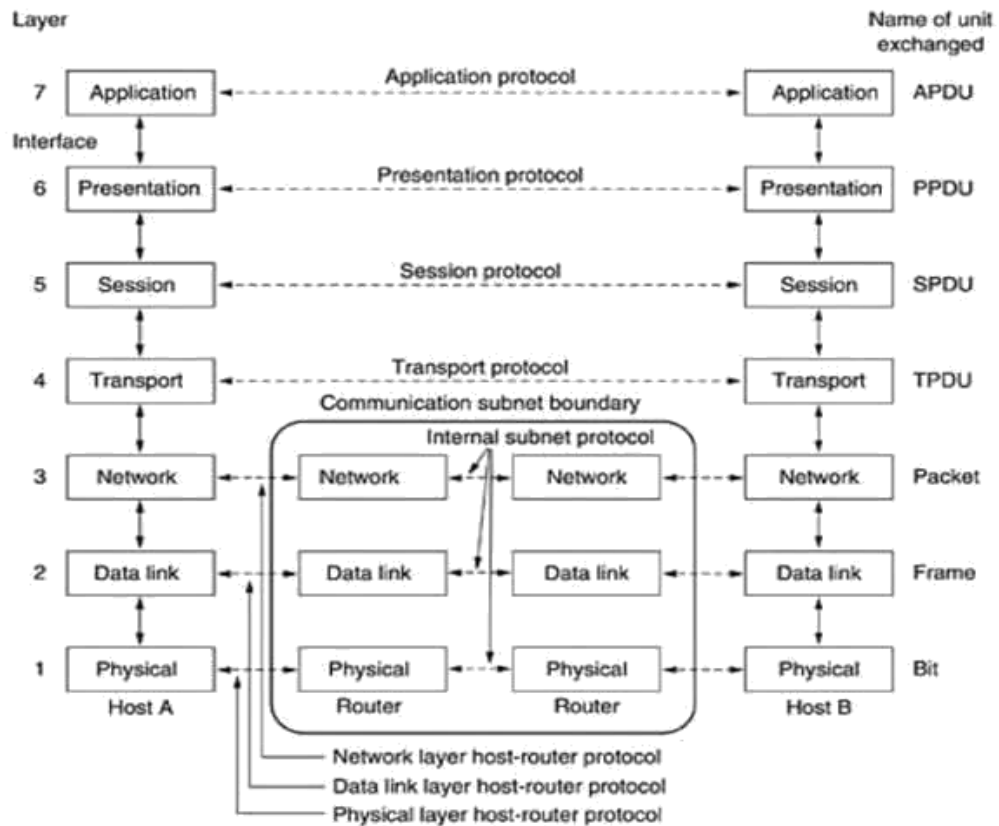 Layer
Name of unit
exchanged
Application protocol
7
Application
Application
APDU
Interface
Presentation protocol
6
Presentation
Presentation
PPDU
Session protocol
5
Session
Session
SPDU
Transport protocol
4
Transport
Transport
TPDU
Communication subnet boundary
Internal subnet protocol
3
Network
Network
Network
Network
Packet
2
Data link
Data link
Data link
Data link
Frame
1
Physical
Physical
Physical
Physical
Bit
Host A
Router
Router
Host B
Network layer host-router protocol
Data link layer host-router protocol
Physical layer host-router protocol